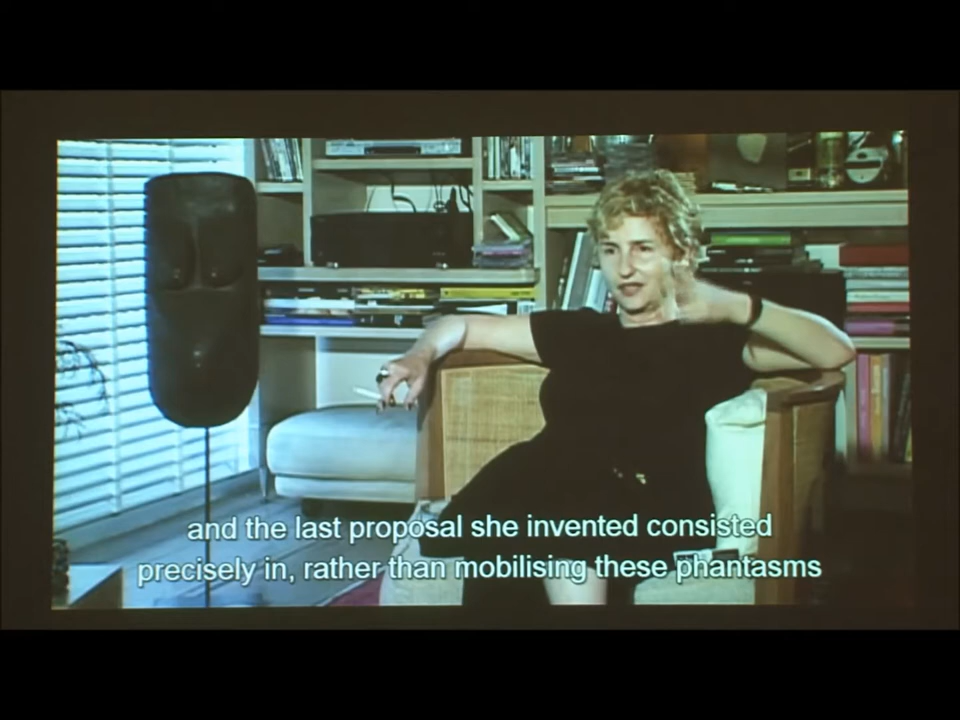 and the last proposal she invented consisted
precisely in, rather than mobilising these phantasms